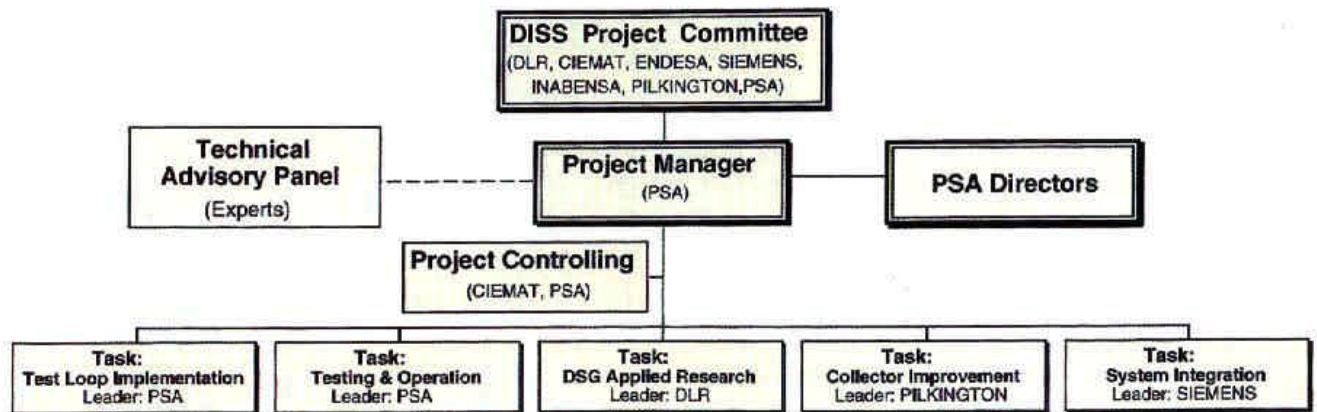 DISS Project Committee
(DLR, CIEMAT, ENDESA, SIEMENS,
INABENSA, PILKINGTON,PSA)
Technical
Advisory Panel
(Experts)
Project Manager
(PSA)
PSA Directors
Project Controlling
(CIEMAT, PSA)
Task:
Test Loop Implementation
Leader: PSA
Task:
Testing & Operation
Leader: PSA
Task:
DSG Applied Research
Leader: DLR
Task:
Collector Improvement
Leader: PILKINGTON
Task:
System Integration
Leader: SIEMENS